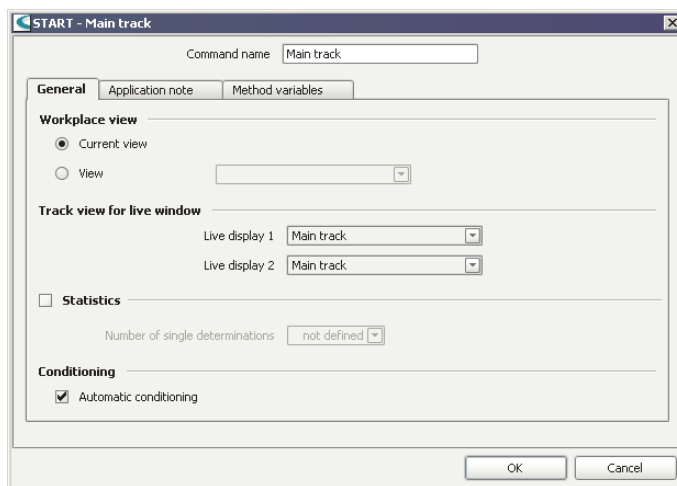 START - Main track
Command name Main track
General Application note Method variables
Workplace view
Current view
View
Track view for live window
Live display 1 Main track
Live display 2 Main track
Statistics
Number of single determinations not defined
Conditioning
Automatic conditioning
OK Cancel